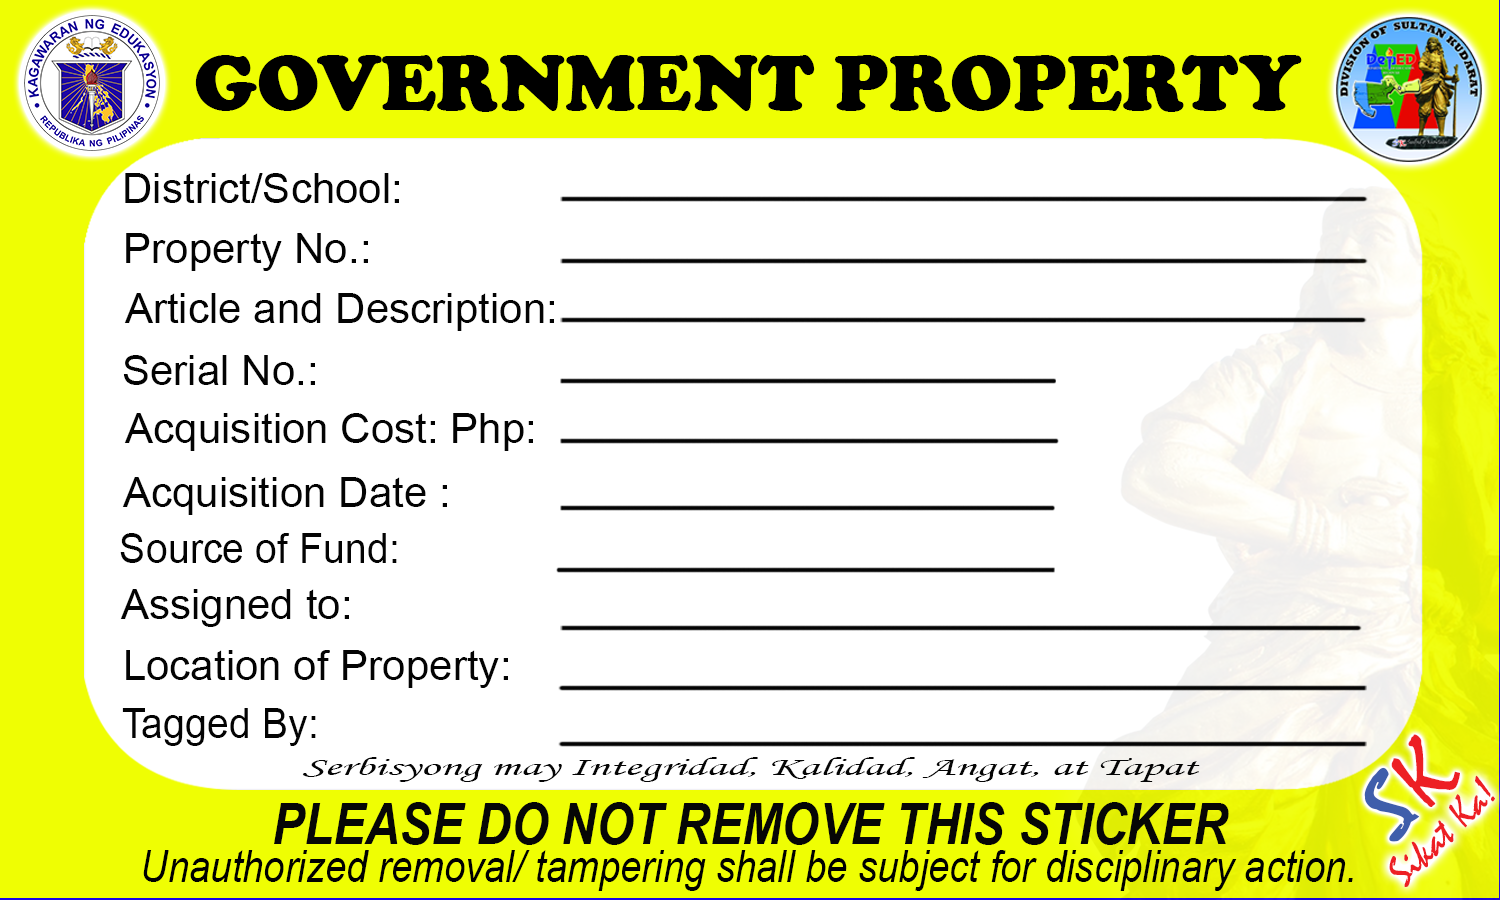 KAGAWARAN NG EDUKASYON
REPUBLIKA NG PILIPINAS
GOVERNMENT PROPERTY
DIVISION OF SULTAN KUDARAT
DepED
District/School:
Property No.:
Article and Description:
Serial No.:
Acquisition Cost: Php:
Acquisition Date :
Source of Fund:
Assigned to:
Location of Property:
Tagged By:
Serbisyong may Integridad, Kalidad, Angat, at Tapat
PLEASE DO NOT REMOVE THIS STICKER
Unauthorized removal/ tampering shall be subject for disciplinary action.
SK
Sikat Ka!